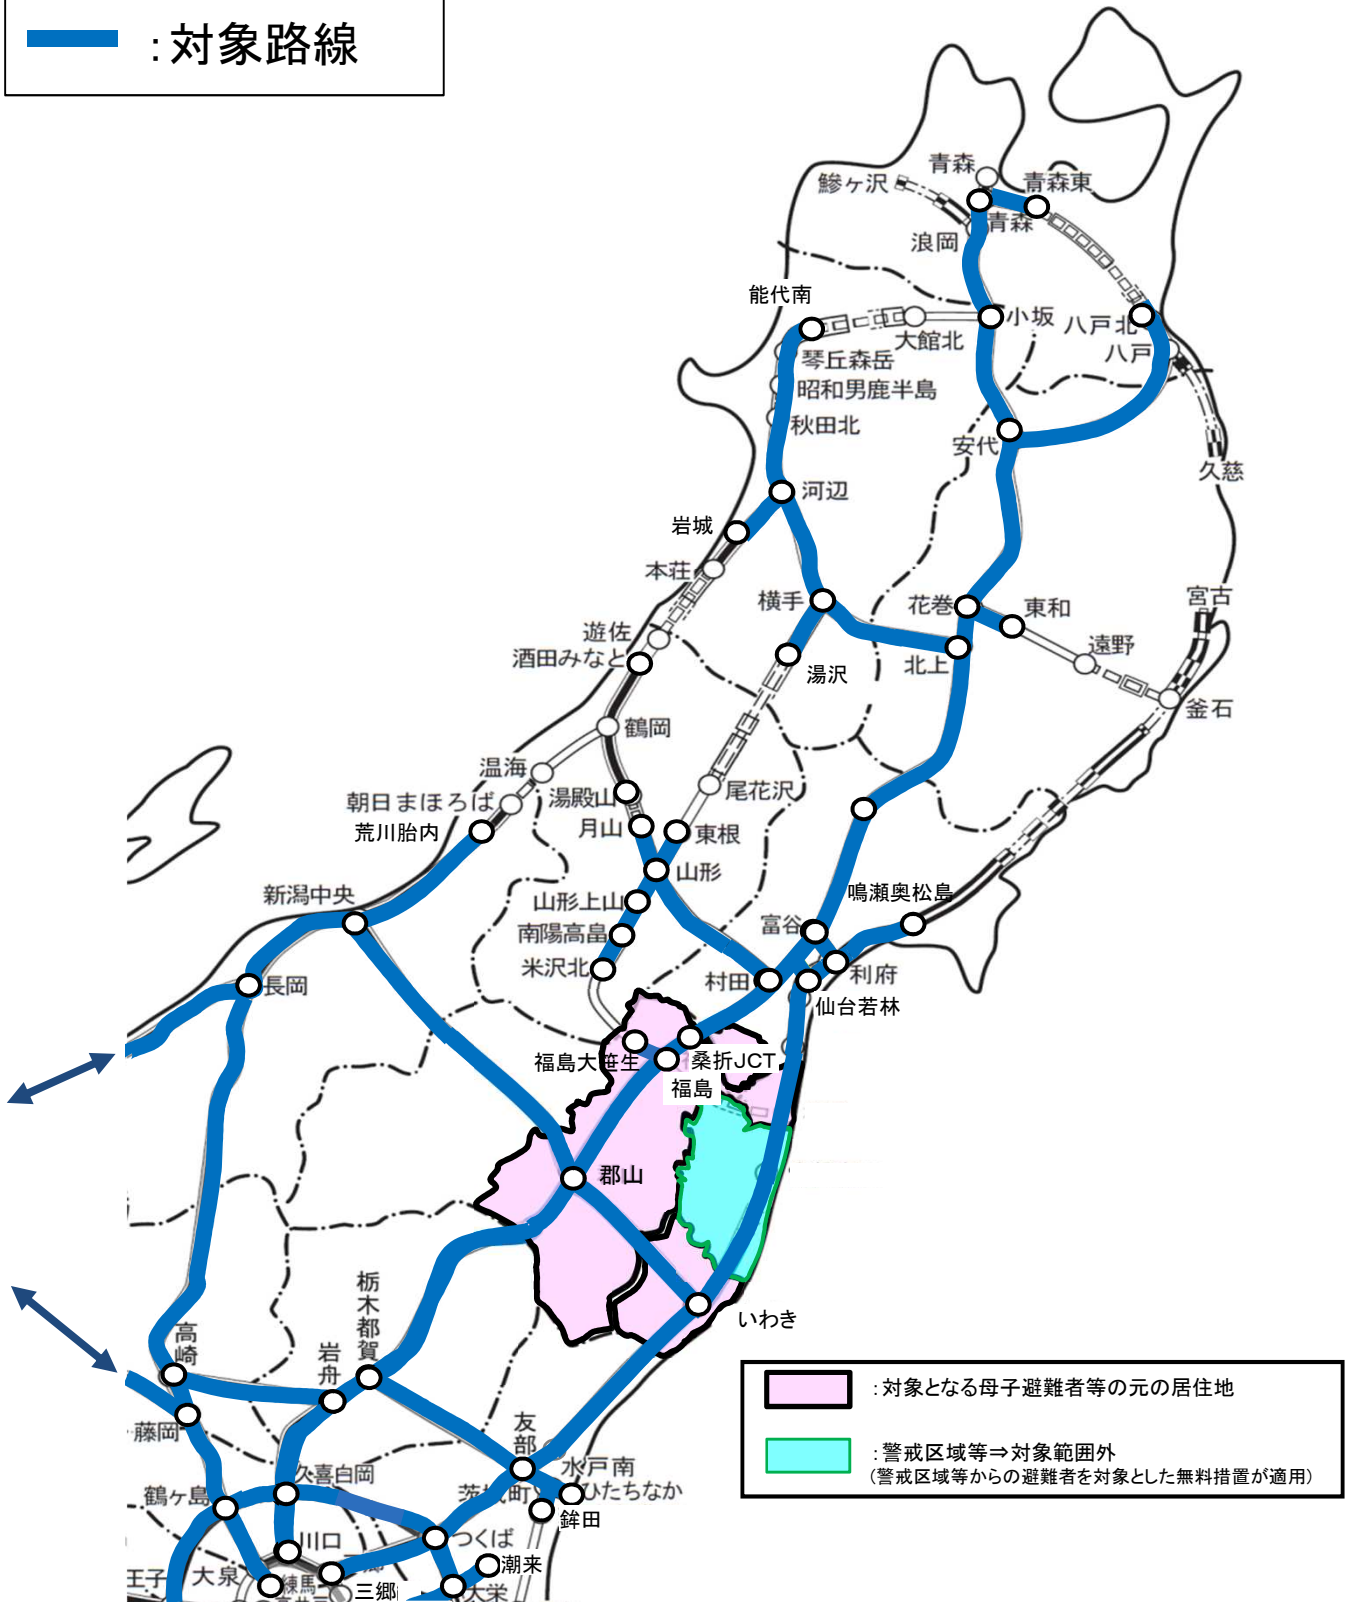 :対象路線
青森
青森東
鰺ヶ沢
青森
浪岡
能代南
小坂
八戸北
大館北
八戸
琴丘森岳
昭和男鹿半島
秋田北
安代
久慈
河辺
岩城
本荘
横手
花巻
東和
宮古
遊佐
酒田みなと
北上
遠野
湯沢
釜石
鶴岡
温海
湯殿山
尾花沢
朝日まほろば
荒川胎内
月山
東根
山形
新潟中央
山形上山
鳴瀬奥松島
富谷
南陽高畠
米沢北
村田
利府
長岡
仙台若林
福島大笹生
桑折JCT
福島
郡山
いわき
栃木都賀
高崎
岩舟
:対象となる母子避難者等の元の居住地
藤岡
友部
:警戒区域等⇒対象範囲外
(警戒区域等からの避難者を対象とした無料措置が適用)
久喜白岡
水戸南
鶴ヶ島
茨城町
ひたちなか
鉾田
川口
つくば
潮来
王子
大泉
練馬
三郷
大栄